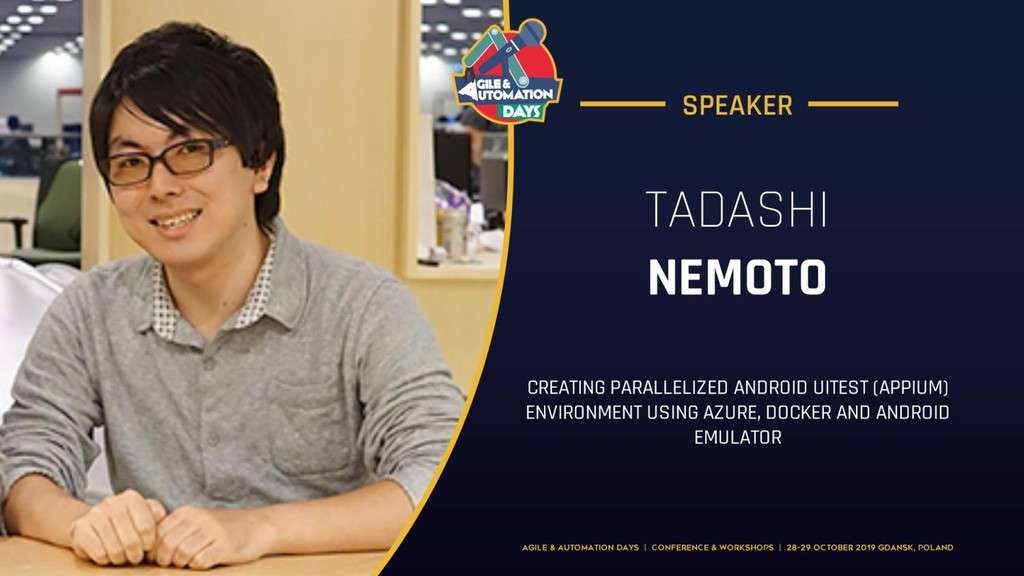 AGILE &
AUTOMATION
DAYS
SPEAKER
TADASHI
NEMOTO
CREATING PARALLELIZED ANDROID UITEST (APPIUM)
ENVIRONMENT USING AZURE, DOCKER AND ANDROID
EMULATOR
AGILE & AUTOMATION DAYS | CONFERENCE & WORKSHOPS | 28-29 OCTOBER 2019 GDANSK, POLAND